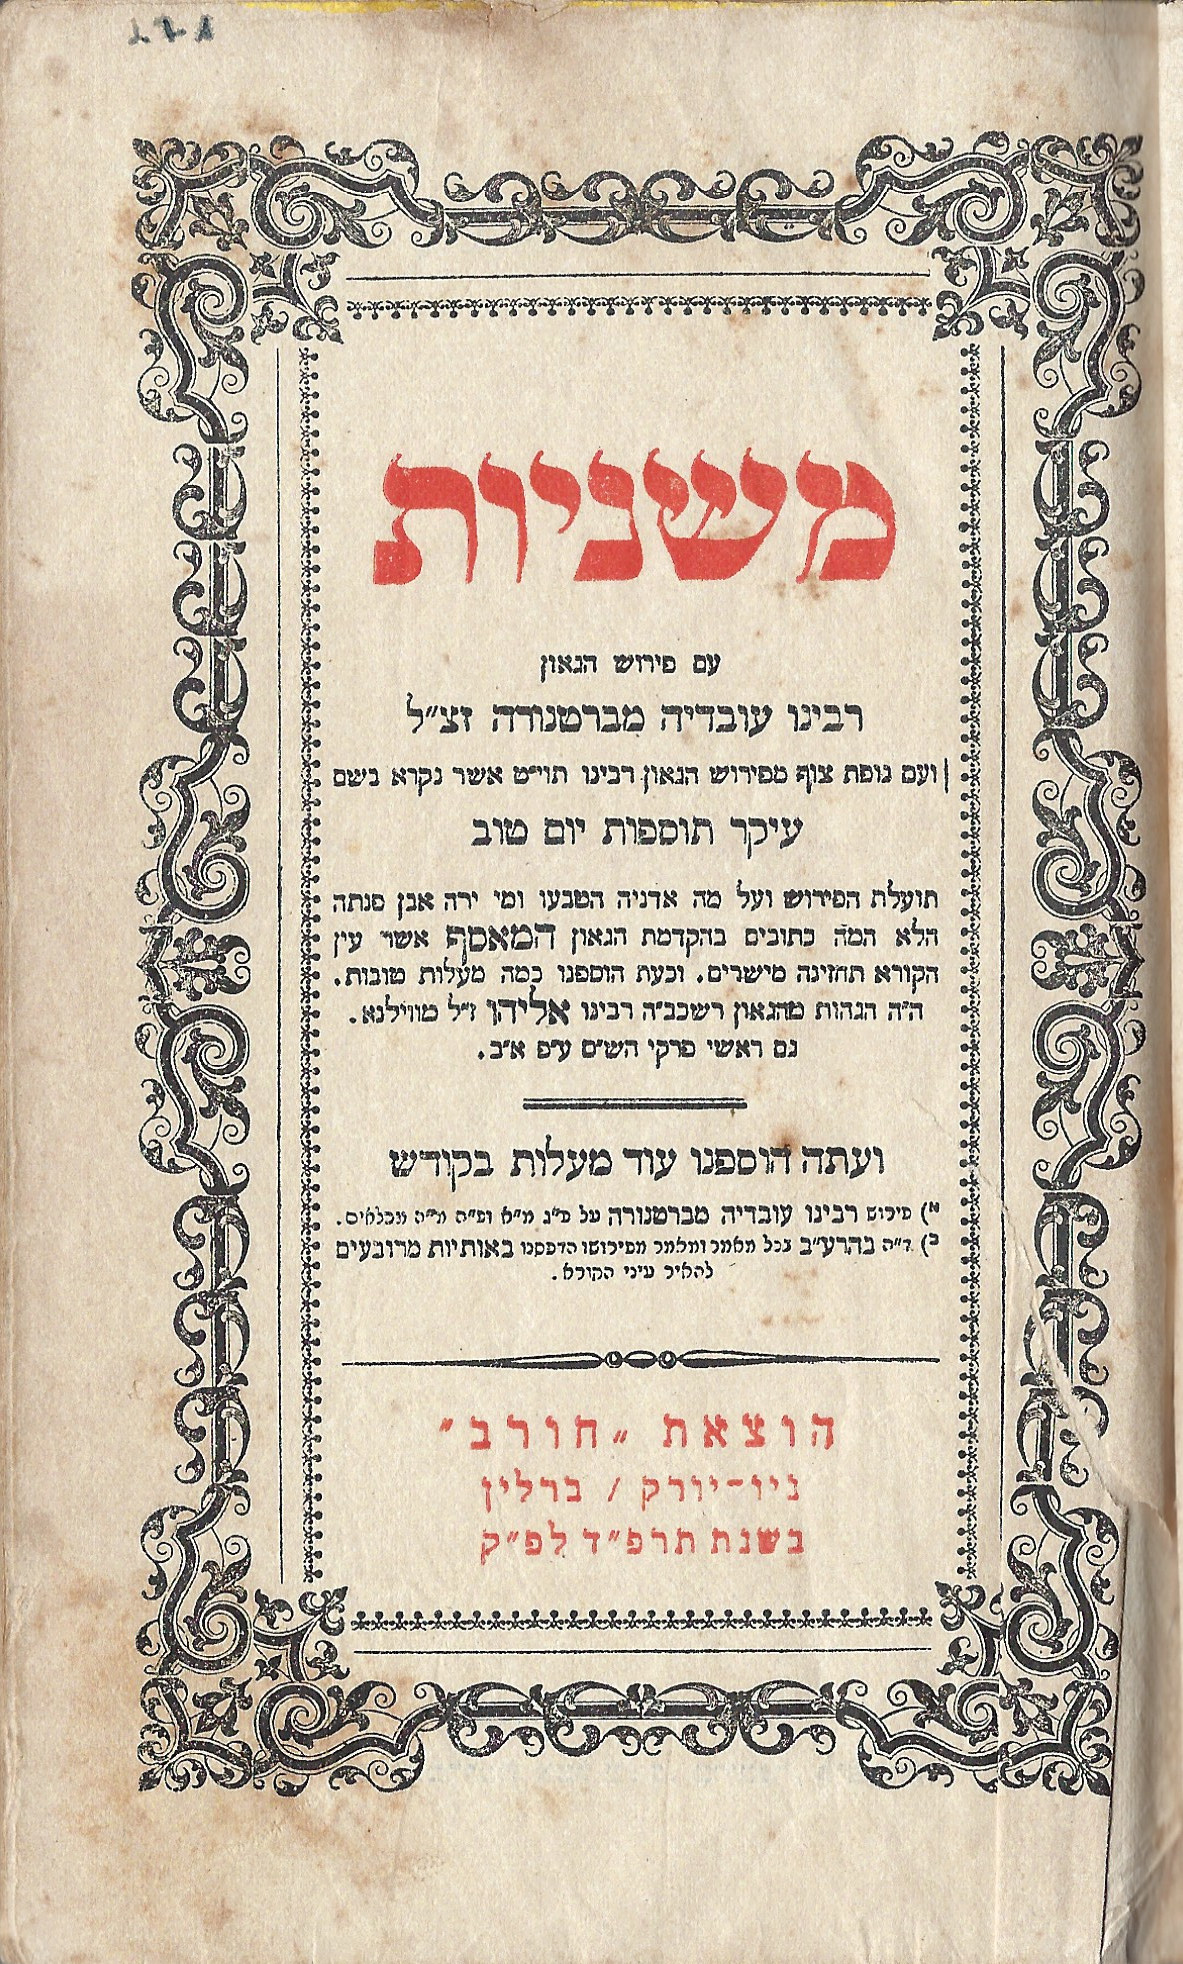 משניות
עם פירוש הגאון
רבינו עובדיה מברטנורה זצ״ל
ועם נופת צוף מפירוש הגאון רבינו תוי״ט אשר נקרא בשם
עיקר תוספות יום טוב
תועלת הפירוש ועל מה אדניה הטבעו ומי ירה אבן פנתה
הלא המה כתובים בהקדמת הגאון המאסף אשר עין
הקורא תחזינה מישרים. וכעת הוספנו כמה מעלות טובות.
ה״ה הגהות מהגאון רשכב״ה רבינו אליהו ז״ל מווילנא.
גם ראשי פרקי הש״ס ע״פ א״ב.
ועתה הוספנו עוד מעלות בקודש
א) פירוש רבינו עובדיה מברטנורה על פ״ג מ״א ופ״ה מ״ה מכלאים.
ב) ד״ה בהרע״ב בכל מאמר ומאמר מפירושו הדפסנו באותיות מרובעים
להאיר עיני הקורא.
הוצאת „חורב״
ניו־יורק / ברלין
בשנת תרפ״ד לפ״ק